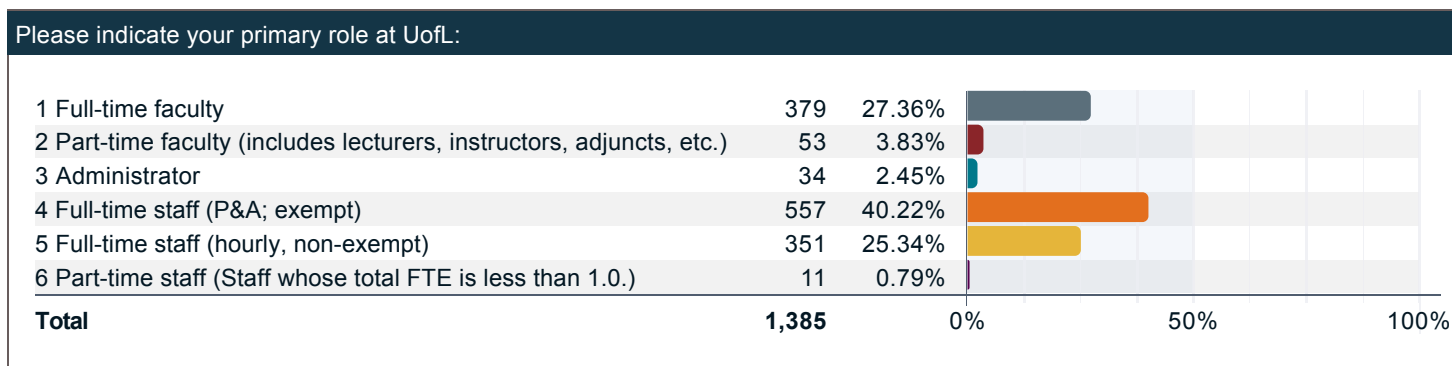 Please indicate your primary role at UofL:
1 Full-time faculty 379 27.36%
2 Part-time faculty (includes lecturers, instructors, adjuncts, etc.) 53 3.83%
3 Administrator 34 2.45%
4 Full-time staff (P&A; exempt) 557 40.22%
5 Full-time staff (hourly, non-exempt) 351 25.34%
6 Part-time staff (Staff whose total FTE is less than 1.0.) 11 0.79%
Total 1,385 0% 50% 100%